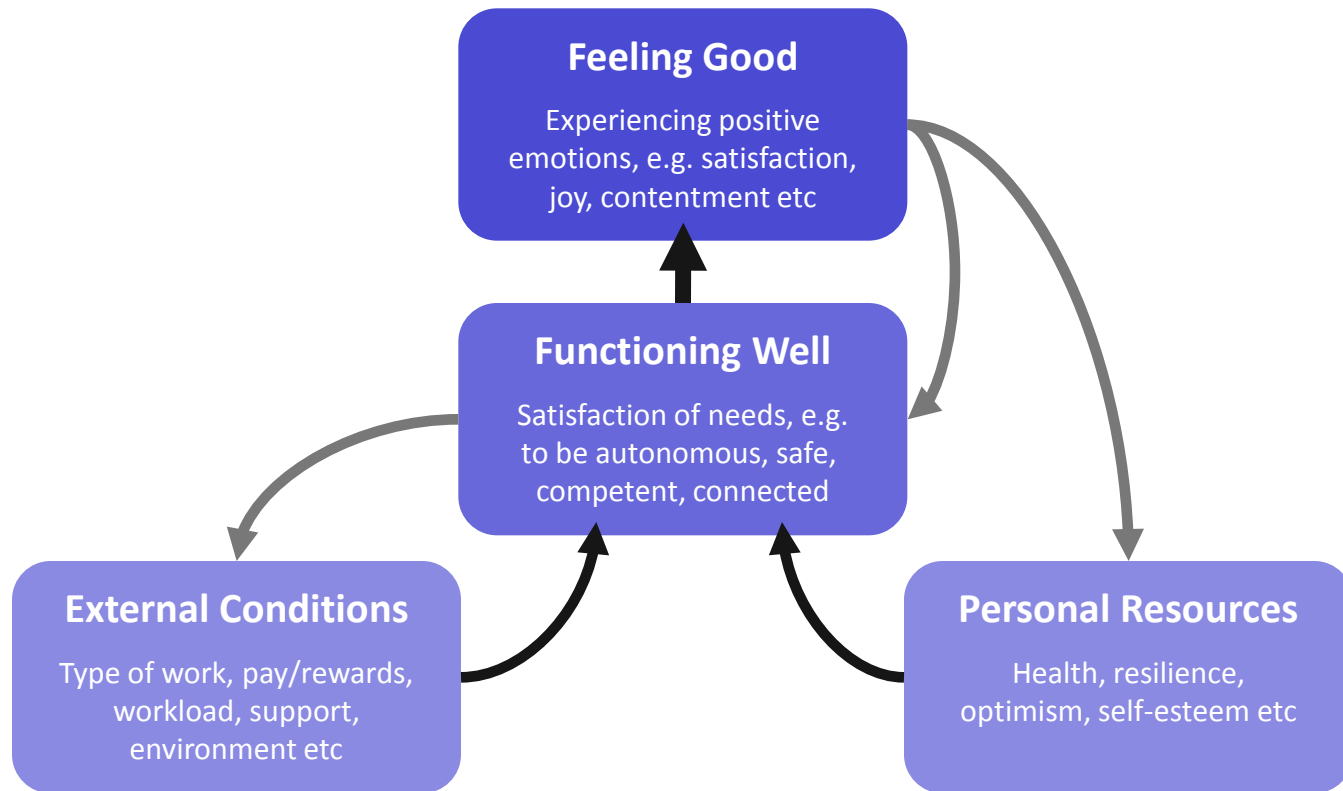 Feeling Good
Experiencing positive
emotions, e.g. satisfaction,
joy, contentment etc
Functioning Well
Satisfaction of needs, e.g.
to be autonomous, safe,
competent, connected
External Conditions
Type of work, pay/rewards,
workload, support,
environment etc
Personal Resources
Health, resilience,
optimism, self-esteem etc